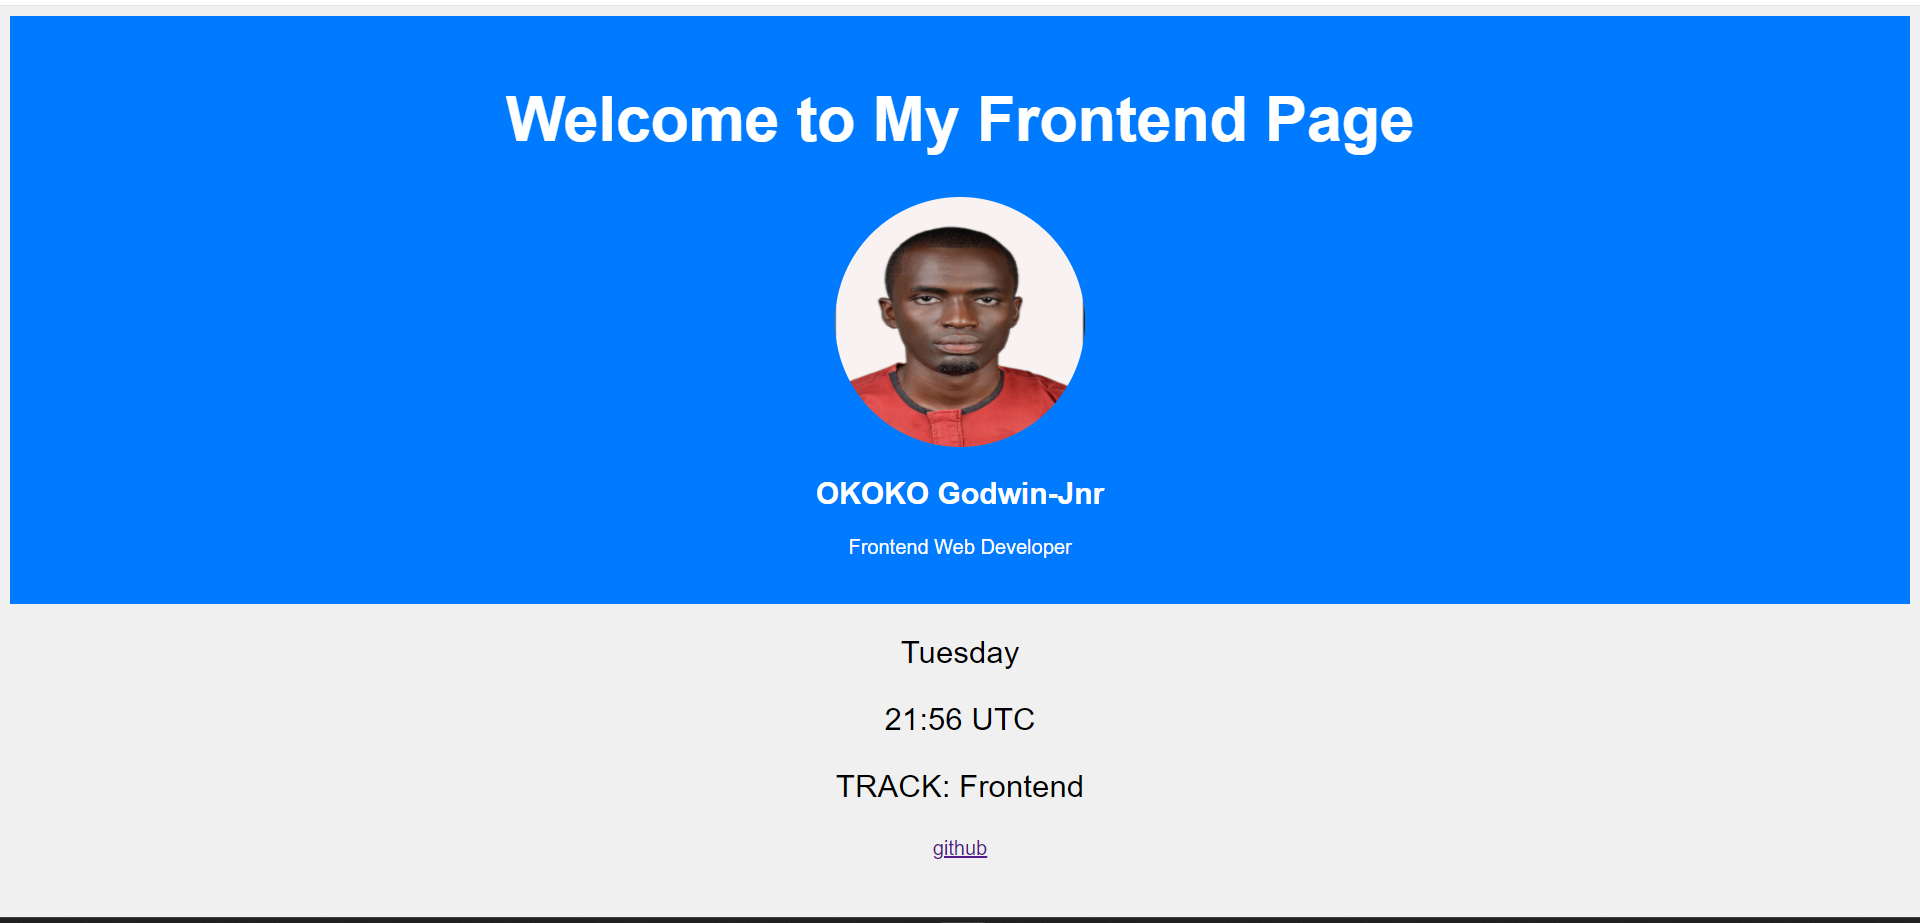 Welcome to My Frontend Page
OKOKO Godwin-Jnr
Frontend Web Developer
Tuesday
21:56 UTC
TRACK: Frontend
github